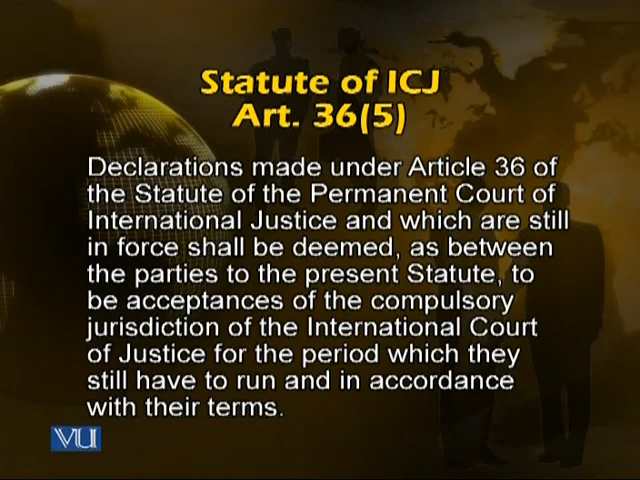 Statute of ICJ
Art. 36(5)
Declarations made under Article 36 of
the Statute of the Permanent Court of
International Justice and which are still
in force shall be deemed, as between
the parties to the present Statute, to
be acceptances of the compulsory
jurisdiction of the International Court
of Justice for the period which they
still have to run and in accordance
with their terms.
VU